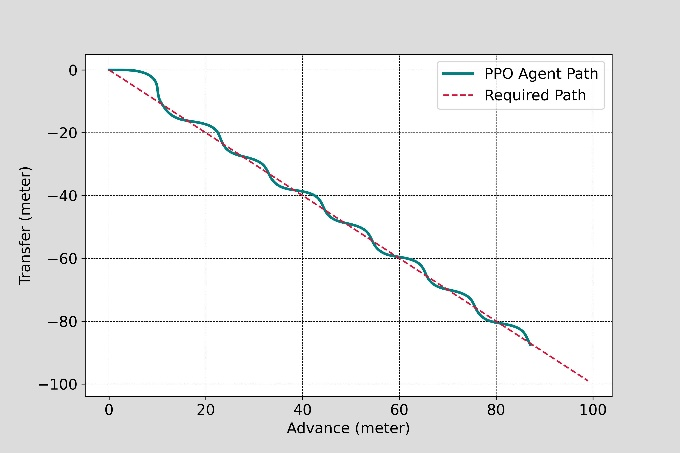 PPO Agent Path
Required Path
0
−20
−40
−60
−80
−100
Transfer (meter)
0 20 40 60 80 100
Advance (meter)